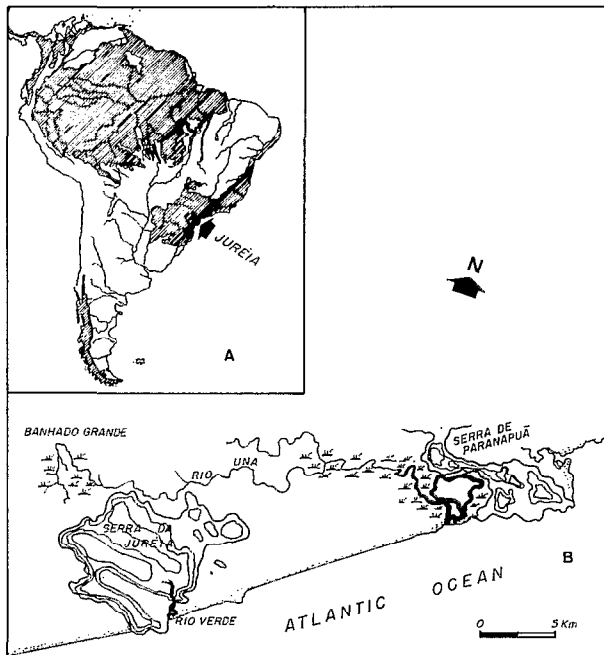 JURÉIA
A
N
BANHADO GRANDE
RIO UNA
SERRA DE
PARANAPUÃ
SERRA DA
JURÉIA
RIO VERDE
B
ATLANTIC OCEAN
0 5 Km